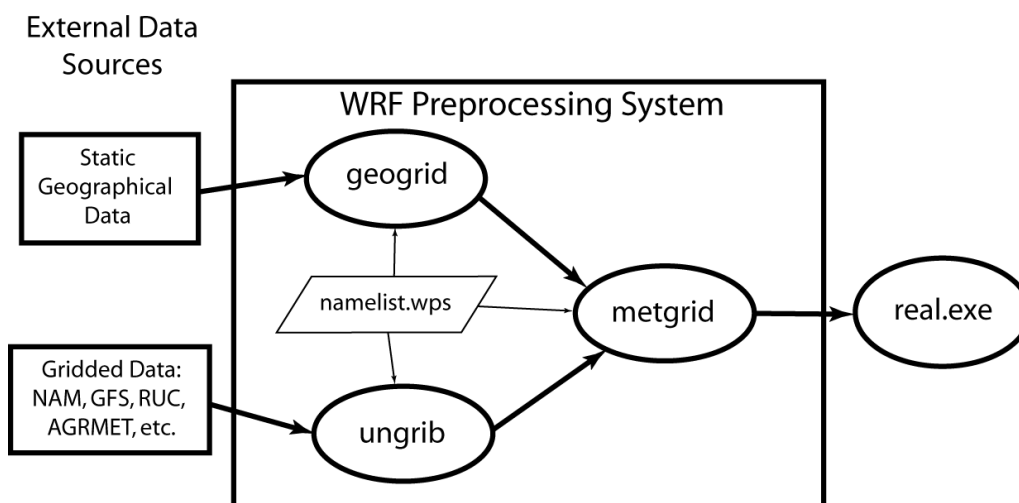 External Data
Sources
WRF Preprocessing System
Static
Geographical
Data
geogrid
namelist.wps
metgrid
real.exe
Gridded Data:
NAM, GFS, RUC,
AGRMET, etc.
ungrib